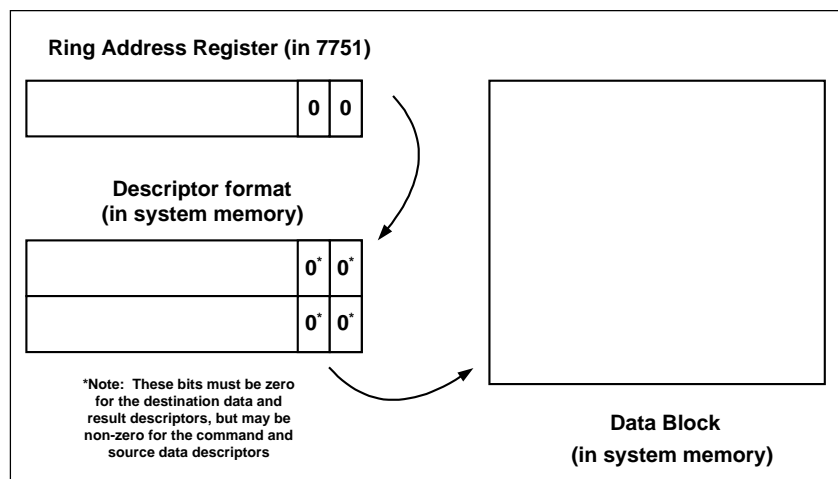 Ring Address Register (in 7751)
0 0
Descriptor format
(in system memory)
0* 0*
0* 0*
*Note: These bits must be zero
for the destination data and
result descriptors, but may be
non-zero for the command and
source data descriptors
Data Block
(in system memory)